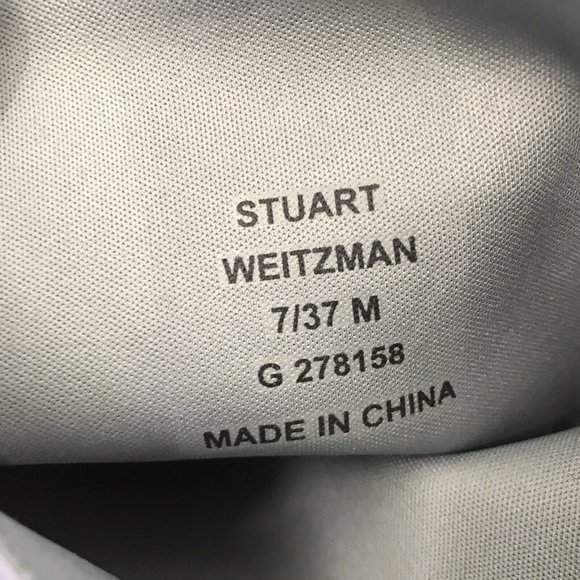 STUART
WEITZMAN
7/37 M
G 278158
MADE IN CHINA